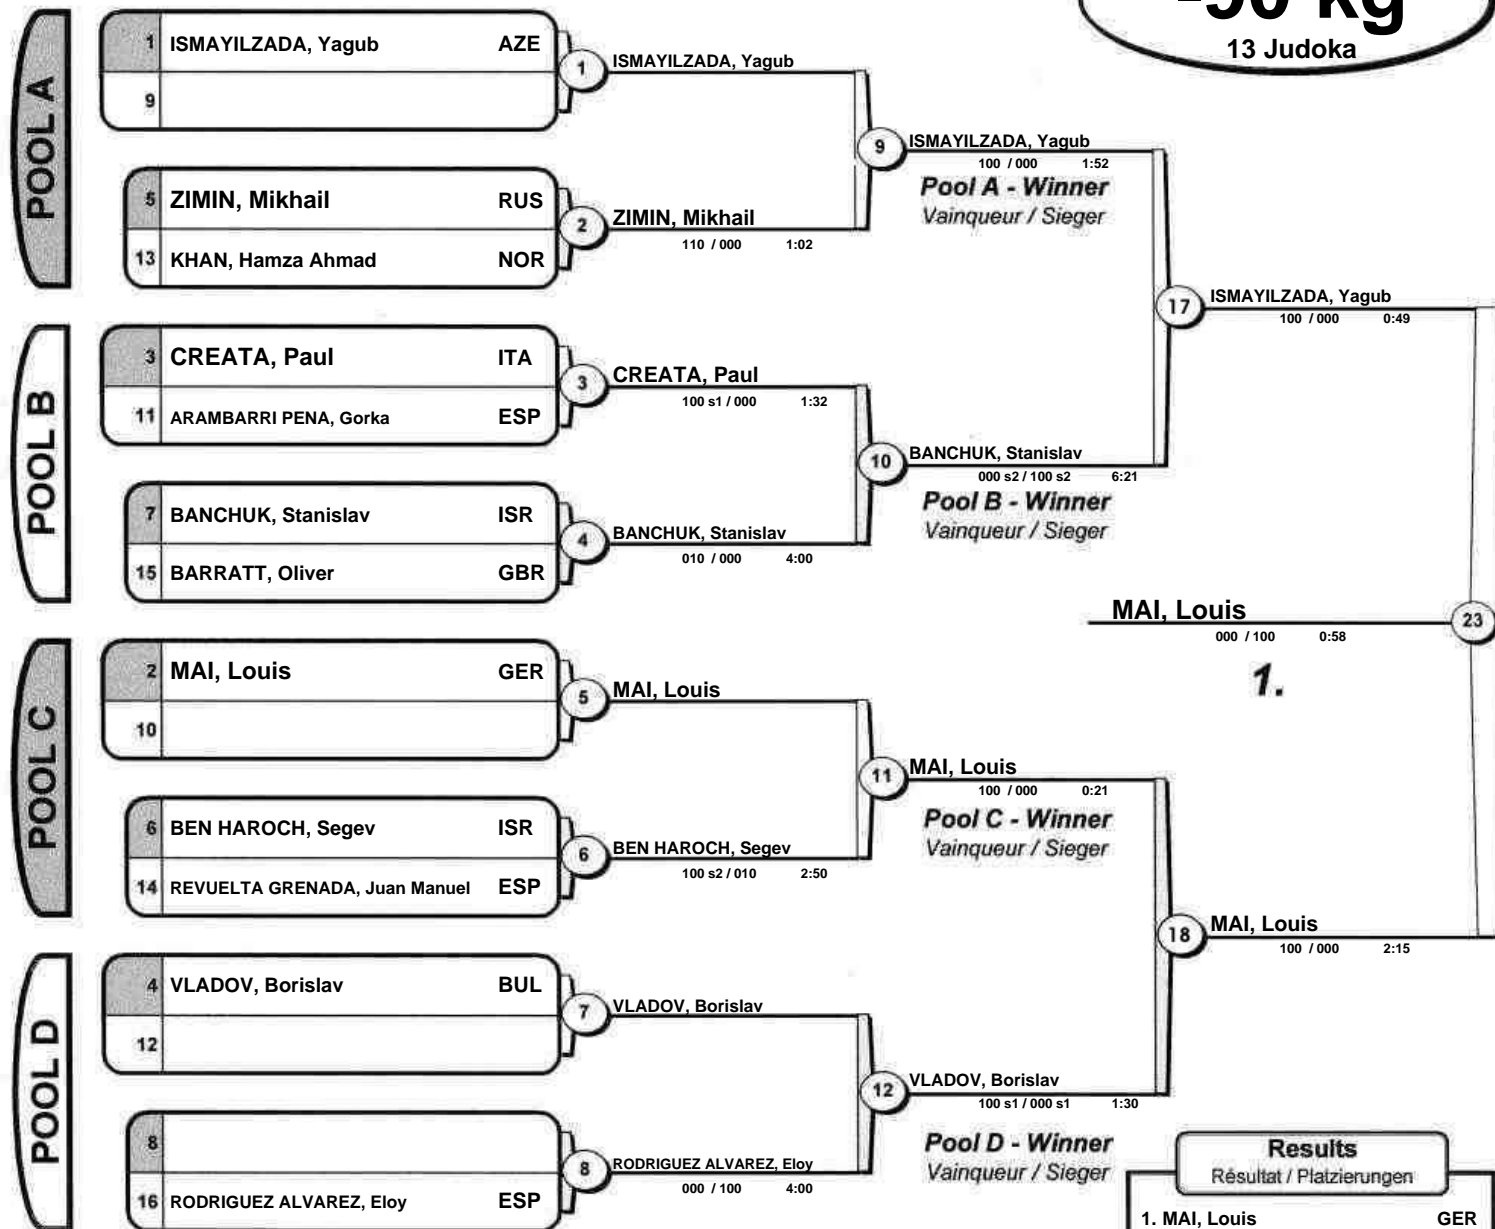 -90 kg
13 Judoka
POOL A
1 ISMAYILZADA, Yagub AZE
9
1
ISMAYILZADA, Yagub
5 ZIMIN, Mikhail RUS
13 KHAN, Hamza Ahmad NOR
2
ZIMIN, Mikhail
110 / 000 1:02
9
ISMAYILZADA, Yagub
100 / 000 1:52
Pool A - Winner
Vainqueur / Sieger
POOL B
3 CREATA, Paul ITA
11 ARAMBARRI PENA, Gorka ESP
3
CREATA, Paul
100 s1 / 000 1:32
7 BANCHUK, Stanislav ISR
15 BARRATT, Oliver GBR
4
BANCHUK, Stanislav
010 / 000 4:00
10
BANCHUK, Stanislav
000 s2 / 100 s2 6:21
Pool B - Winner
Vainqueur / Sieger
17
ISMAYILZADA, Yagub
100 / 000 0:49
MAI, Louis
000 / 100 0:58
23
1.
POOL C
2 MAI, Louis GER
10
5
MAI, Louis
6 BEN HAROCH, Segev ISR
14 REVUELTA GRENADA, Juan Manuel ESP
6
BEN HAROCH, Segev
100 s2 / 010 2:50
11
MAI, Louis
100 / 000 0:21
Pool C - Winner
Vainqueur / Sieger
POOL D
4 VLADOV, Borislav BUL
12
7
VLADOV, Borislav
8
16 RODRIGUEZ ALVAREZ, Eloy ESP
8
RODRIGUEZ ALVAREZ, Eloy
000 / 100 4:00
12
VLADOV, Borislav
100 s1 / 000 s1 1:30
Pool D - Winner
Vainqueur / Sieger
18
MAI, Louis
100 / 000 2:15
Results
Résultat / Platzierungen
1. MAI, Louis GER